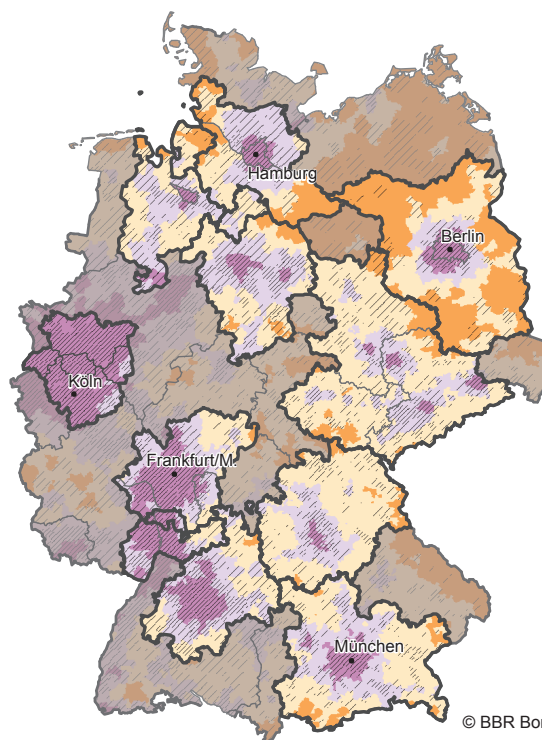 Hamburg
Berlin
Köln
Frankfurt/M.
München
© BBR Bon